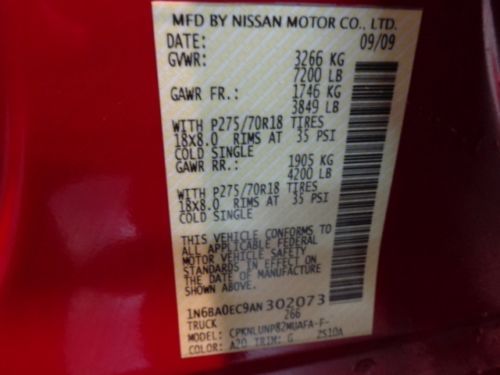 MFD BY NISSAN MOTOR CO., LTD.
DATE: 09/09
GVWR: 3266 KG
7200 LB
GAWR FR.: 1746 KG
3849 LB
WITH P275/70R18 TIRES
18x8.0 RIMS AT 35 PSI
COLD SINGLE
GAWR RR.: 1905 KG
4200 LB
WITH P275/70R18 TIRES
18x8.0 RIMS AT 35 PSI
COLD SINGLE
THIS VEHICLE CONFORMS TO
ALL APPLICABLE FEDERAL
MOTOR VEHICLE SAFETY
STANDARDS IN EFFECT ON
THE DATE OF MANUFACTURE
SHOWN ABOVE.
1N6BA0EC9AN302073
TRUCK 266
MODEL: CPKNLUNP82MUAFA-F-
COLOR: A20 TRIM: G ZS10A